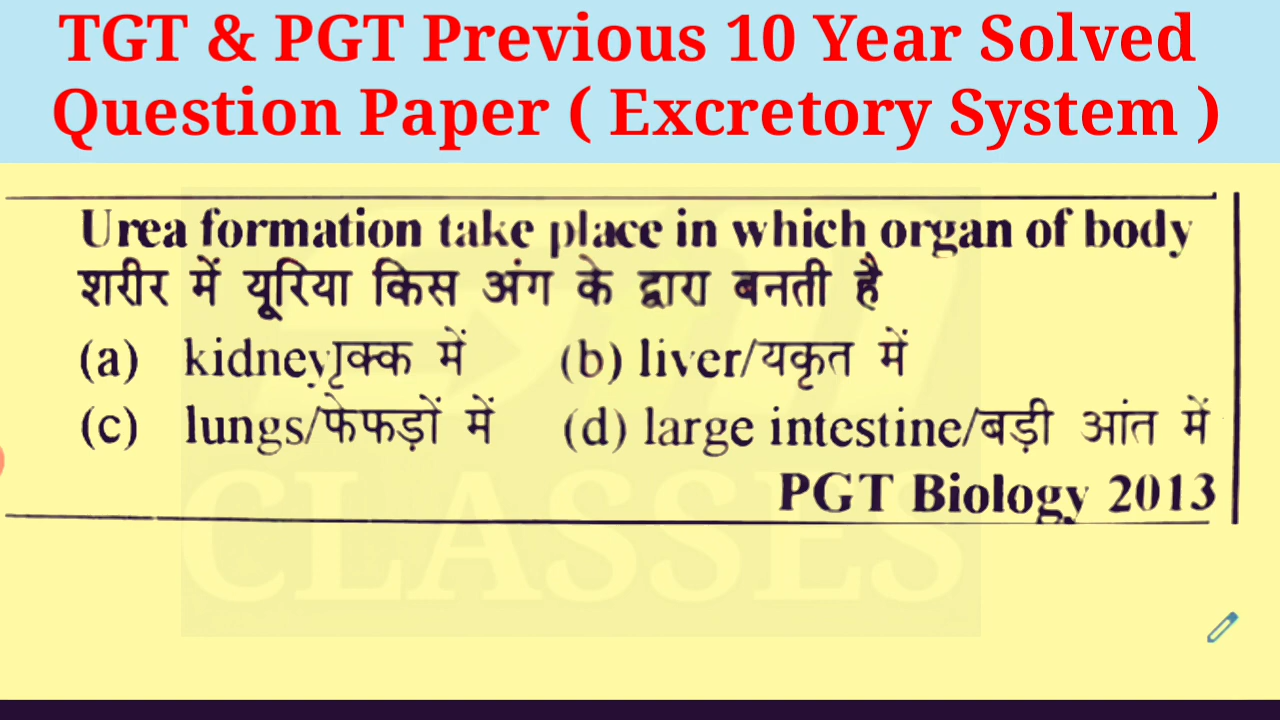 TGT & PGT Previous 10 Year Solved
Question Paper ( Excretory System )
Urea formation take place in which organ of body
शरीर में यूरिया किस अंग के द्वारा बनती है
(a) kidney/वृक्क में (b) liver/यकृत में
(c) lungs/फेफड़ों में (d) large intestine/बड़ी आंत में
PGT Biology 2013
CLASSES